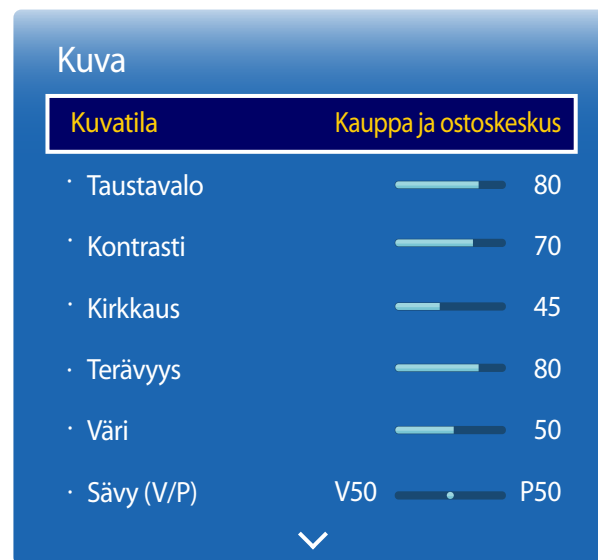 Kuva
Kuvatila Kauppa ja ostoskeskus
· Taustavalo 80
· Kontrasti 70
· Kirkkaus 45
· Terävyys 80
· Väri 50
· Sävy (V/P) V50 P50